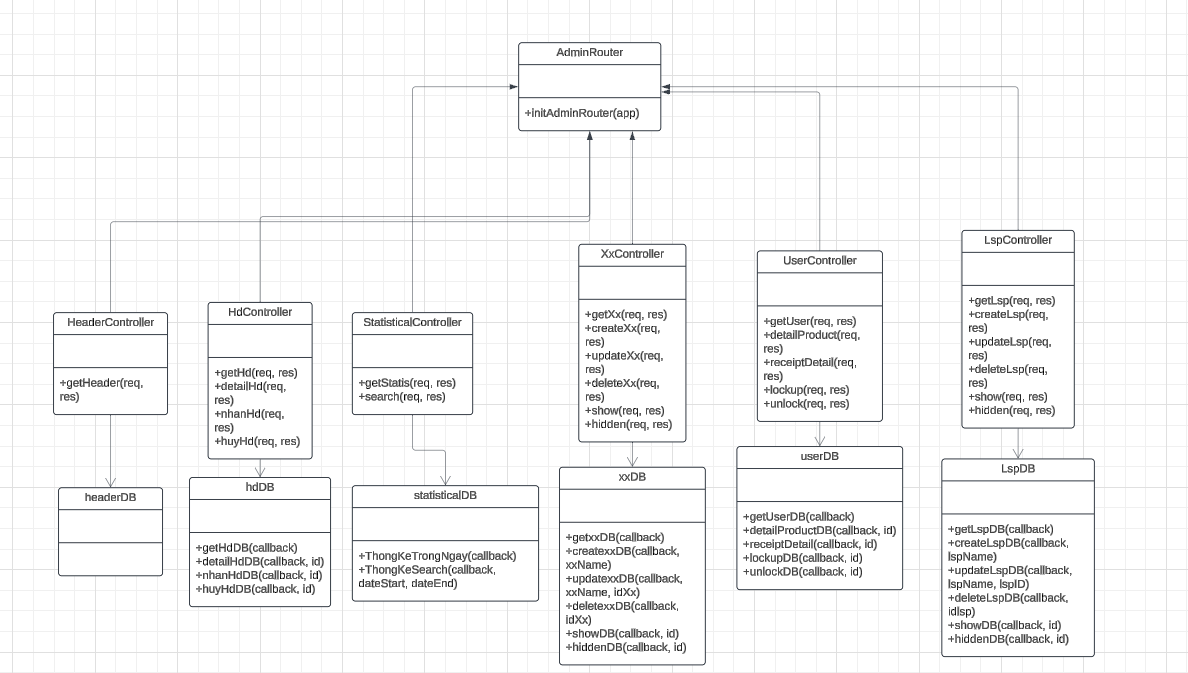 AdminRouter
+initAdminRouter(app)
HeaderController
+getHeader(req,
res)
HdController
+getHd(req, res)
+detailHd(req,
res)
+nhanHd(req,
res)
+huyHd(req, res)
StatisticalController
+getStatis(req, res)
+search(req, res)
XxController
+getXx(req, res)
+createXx(req,
res)
+updateXx(req,
res)
+deleteXx(req,
res)
+show(req, res)
+hidden(req, res)
UserController
+getUser(req, res)
+detailProduct(req,
res)
+receiptDetail(req,
res)
+lockup(req, res)
+unlock(req, res)
LspController
+getLsp(req, res)
+createLsp(req,
res)
+updateLsp(req,
res)
+deleteLsp(req,
res)
+show(req, res)
+hidden(req, res)
headerDB
hdDB
+getHdDB(callback)
+detailHdDB(callback, id)
+nhanHdDB(callback, id)
+huyHdDB(callback, id)
statisticalDB
+ThongKeTrongNgay(callback)
+ThongKeSearch(callback,
dateStart, dateEnd)
xxDB
+getxxDB(callback)
+createxxDB(callback,
xxName)
+updatexxDB(callback,
xxName, idXx)
+deletexxDB(callback,
idXx)
+showDB(callback, id)
+hiddenDB(callback, id)
userDB
+getUserDB(callback)
+detailProductDB(callback, id)
+receiptDetail(callback, id)
+lockupDB(callback, id)
+unlockDB(callback, id)
LspDB
+getLspDB(callback)
+createLspDB(callback,
lspName)
+updateLspDB(callback,
lspName, lspID)
+deleteLspDB(callback,
idlsp)
+showDB(callback, id)
+hiddenDB(callback, id)